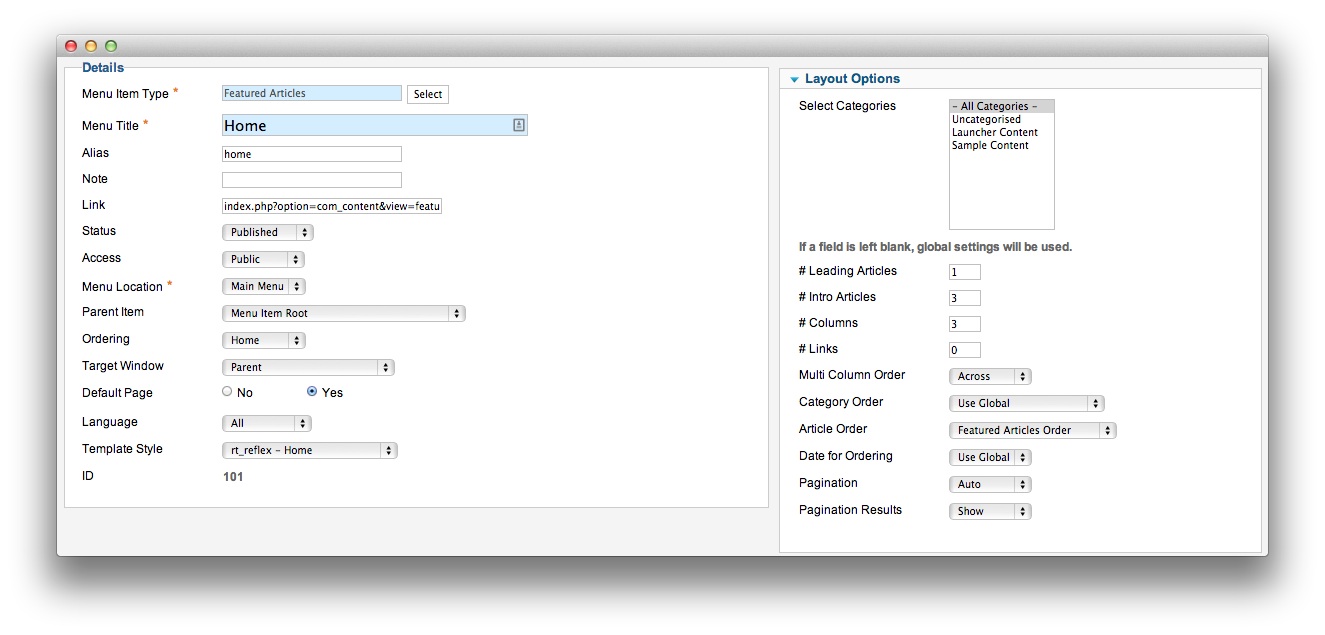 Details
Menu Item Type * Featured Articles Select
Menu Title * Home
Alias home
Note
Link index.php?option=com_content&view=featu
Status Published
Access Public
Menu Location * Main Menu
Parent Item Menu Item Root
Ordering Home
Target Window Parent
Default Page No Yes
Language All
Template Style rt_reflex – Home
ID 101
Layout Options
Select Categories – All Categories –
Uncategorised
Launcher Content
Sample Content
If a field is left blank, global settings will be used.
# Leading Articles 1
# Intro Articles 3
# Columns 3
# Links 0
Multi Column Order Across
Category Order Use Global
Article Order Featured Articles Order
Date for Ordering Use Global
Pagination Auto
Pagination Results Show